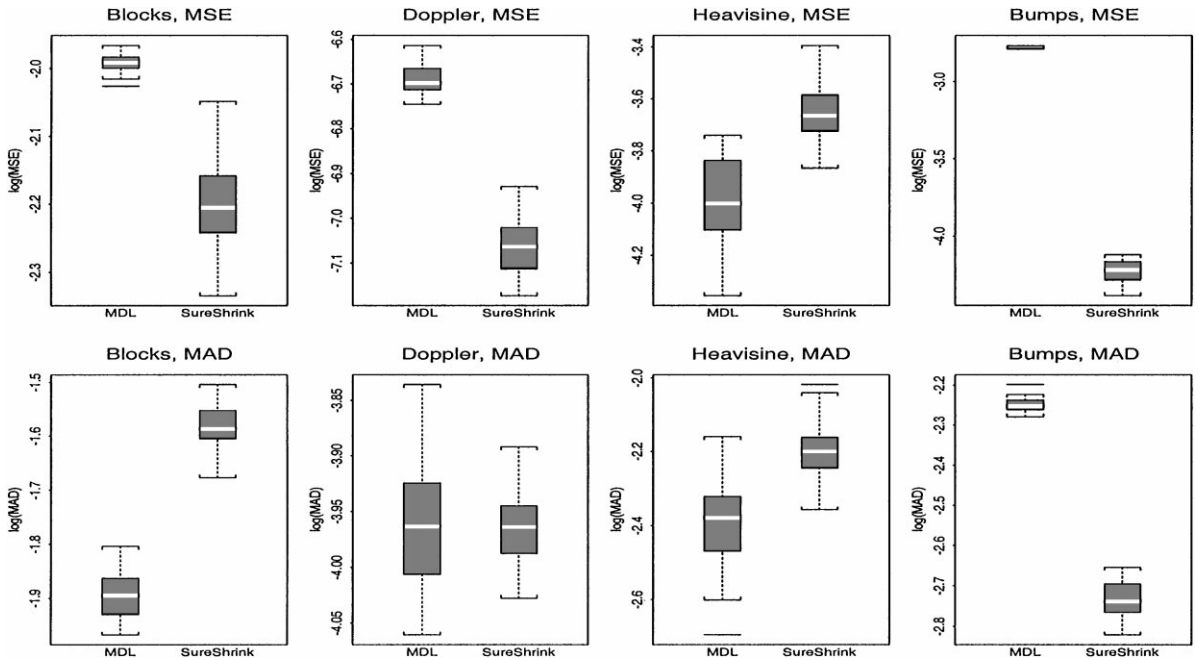 Blocks, MSE
log(MSE)
-2.0
-2.1
-2.2
-2.3
MDL SureShrink
Doppler, MSE
log(MSE)
-6.6
-6.7
-6.8
-6.9
-7.0
-7.1
MDL SureShrink
Heavisine, MSE
log(MSE)
-3.4
-3.6
-3.8
-4.0
-4.2
MDL SureShrink
Bumps, MSE
log(MSE)
-3.0
-3.5
-4.0
MDL SureShrink
Blocks, MAD
log(MAD)
-1.5
-1.6
-1.7
-1.8
-1.9
MDL SureShrink
Doppler, MAD
log(MAD)
-3.85
-3.90
-3.95
-4.00
-4.05
MDL SureShrink
Heavisine, MAD
log(MAD)
-2.0
-2.2
-2.4
-2.6
MDL SureShrink
Bumps, MAD
log(MAD)
-2.2
-2.3
-2.4
-2.5
-2.6
-2.7
-2.8
MDL SureShrink